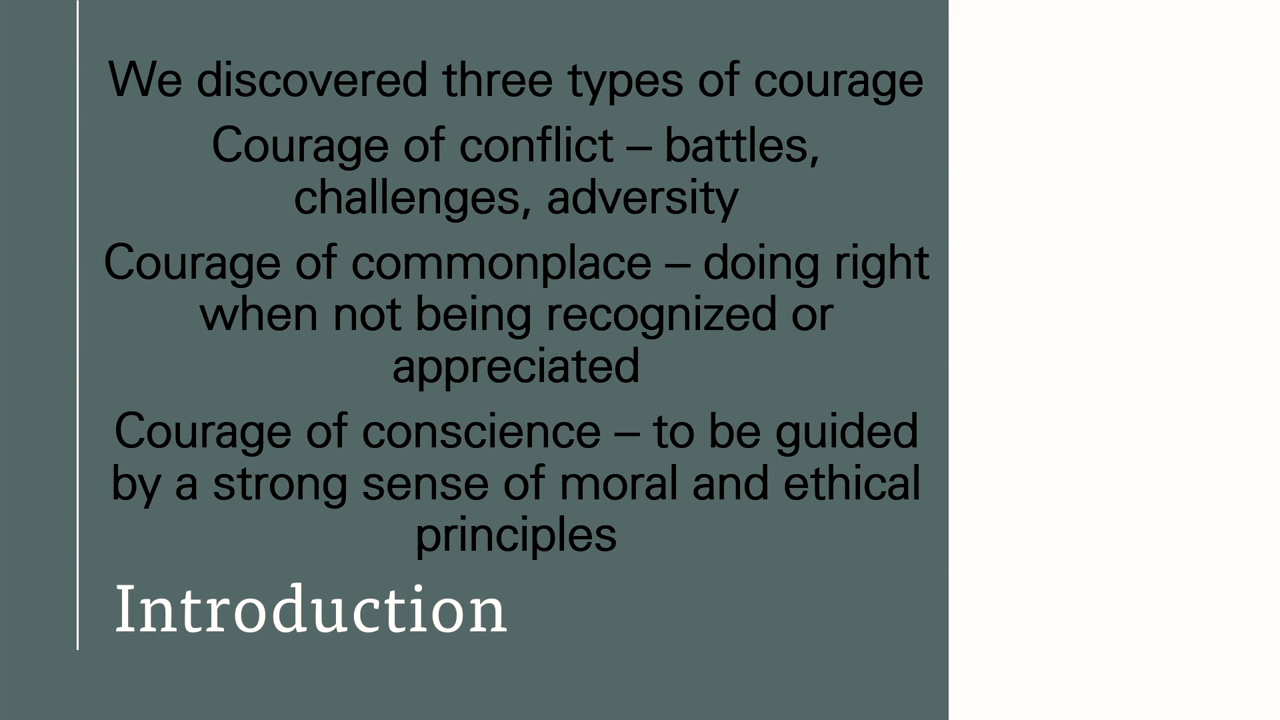 We discovered three types of courage
Courage of conflict – battles,
challenges, adversity
Courage of commonplace – doing right
when not being recognized or
appreciated
Courage of conscience – to be guided
by a strong sense of moral and ethical
principles
Introduction